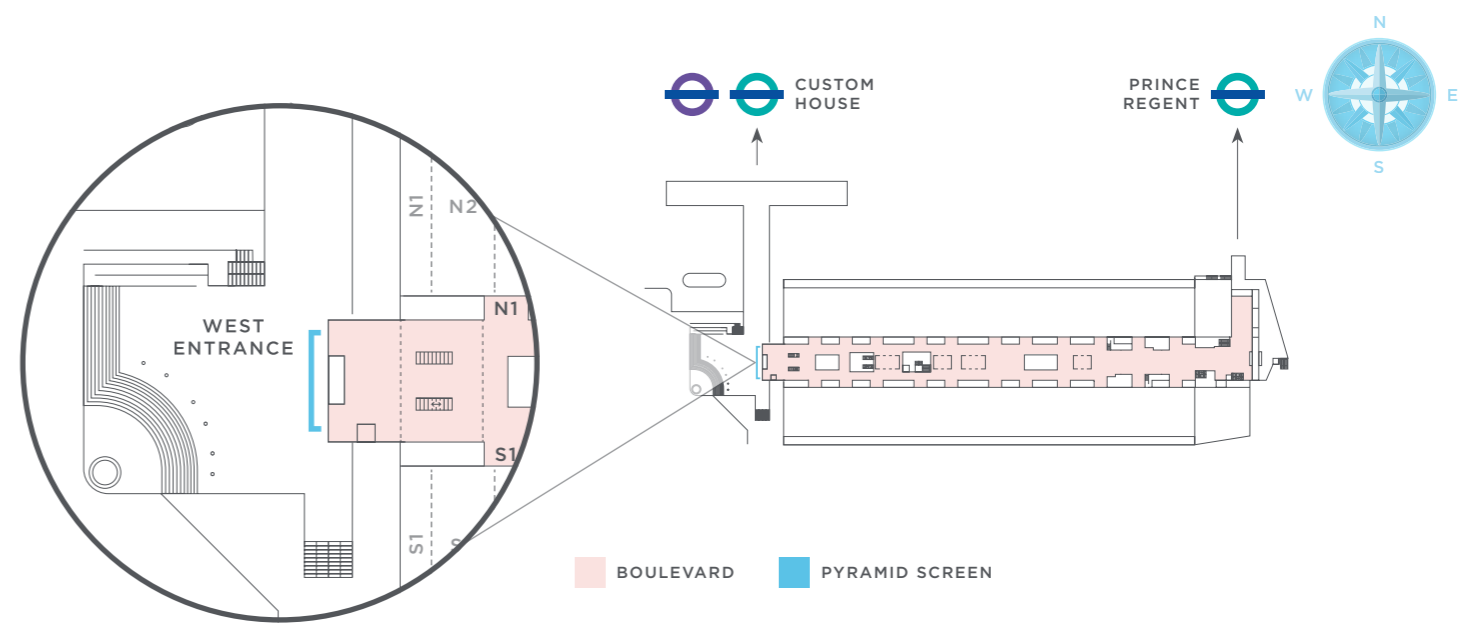 N
W
E
S
CUSTOM
HOUSE
PRINCE
REGENT
N1
N2
WEST
ENTRANCE
N1
S1
S1
BOULEVARD
PYRAMID SCREEN